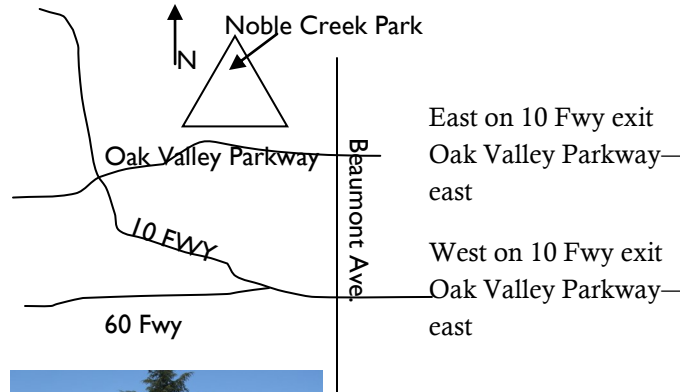 Noble Creek Park
N
Oak Valley Parkway
Beaumont Ave.
10 FWY
60 Fwy
East on 10 Fwy exit
Oak Valley Parkway—
east
West on 10 Fwy exit
Oak Valley Parkway—
east